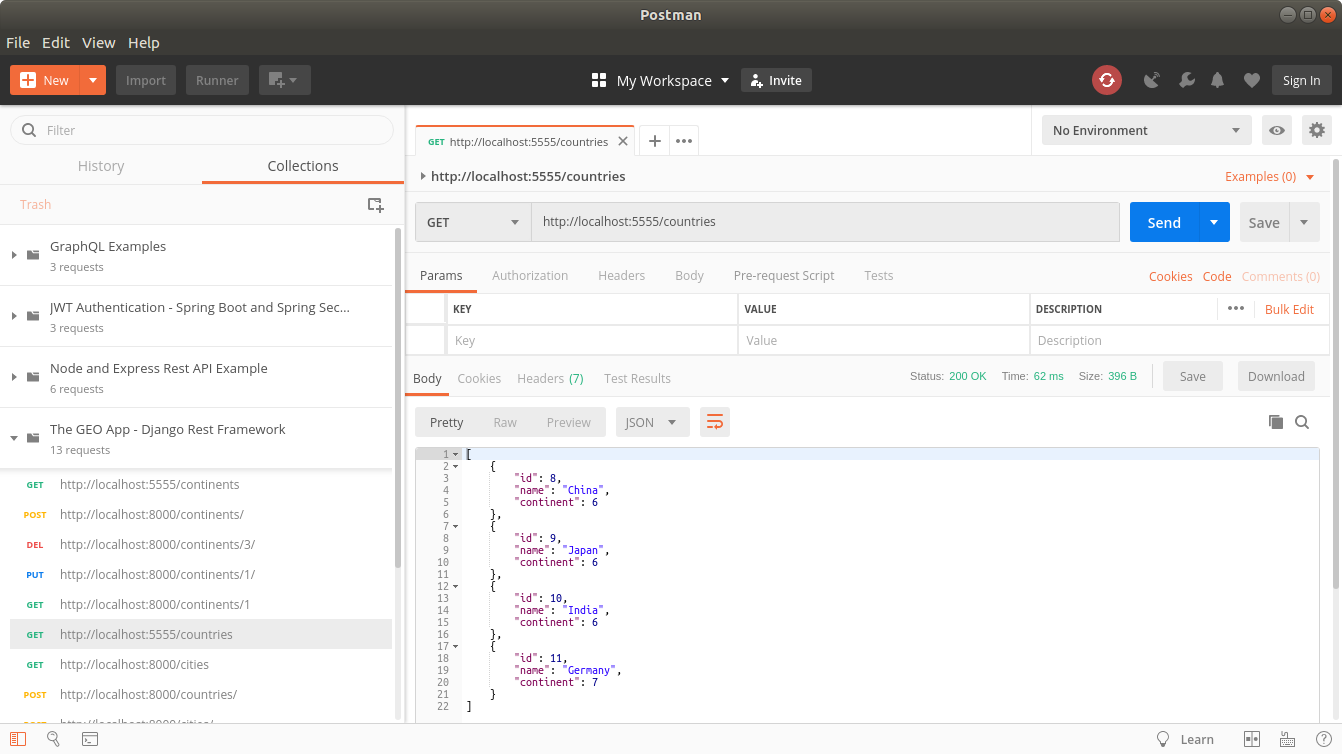 Postman
File Edit View Help
New Import Runner My Workspace Invite Sign In
Filter
History Collections
Trash
GraphQL Examples
3 requests
JWT Authentication - Spring Boot and Spring Sec...
3 requests
Node and Express Rest API Example
6 requests
The GEO App - Django Rest Framework
13 requests
GET http://localhost:5555/continents
POST http://localhost:8000/continents/
DEL http://localhost:8000/continents/3/
PUT http://localhost:8000/continents/1/
GET http://localhost:8000/continents/1
GET http://localhost:5555/countries
GET http://localhost:8000/cities
POST http://localhost:8000/countries/
POST http://localhost:8000/cities/
GET http://localhost:5555/countries
No Environment
http://localhost:5555/countries Examples (0)
GET http://localhost:5555/countries Send Save
Params Authorization Headers Body Pre-request Script Tests Cookies Code Comments (0)
KEY VALUE DESCRIPTION ••• Bulk Edit
Key Value Description
Body Cookies Headers (7) Test Results Status: 200 OK Time: 62 ms Size: 396 B Save Download
Pretty Raw Preview JSON
1 [
2 {
3 "id": 8,
4 "name": "China",
5 "continent": 6
6 },
7 {
8 "id": 9,
9 "name": "Japan",
10 "continent": 6
11 },
12 {
13 "id": 10,
14 "name": "India",
15 "continent": 6
16 },
17 {
18 "id": 11,
19 "name": "Germany",
20 "continent": 7
21 }
22 ]
Learn